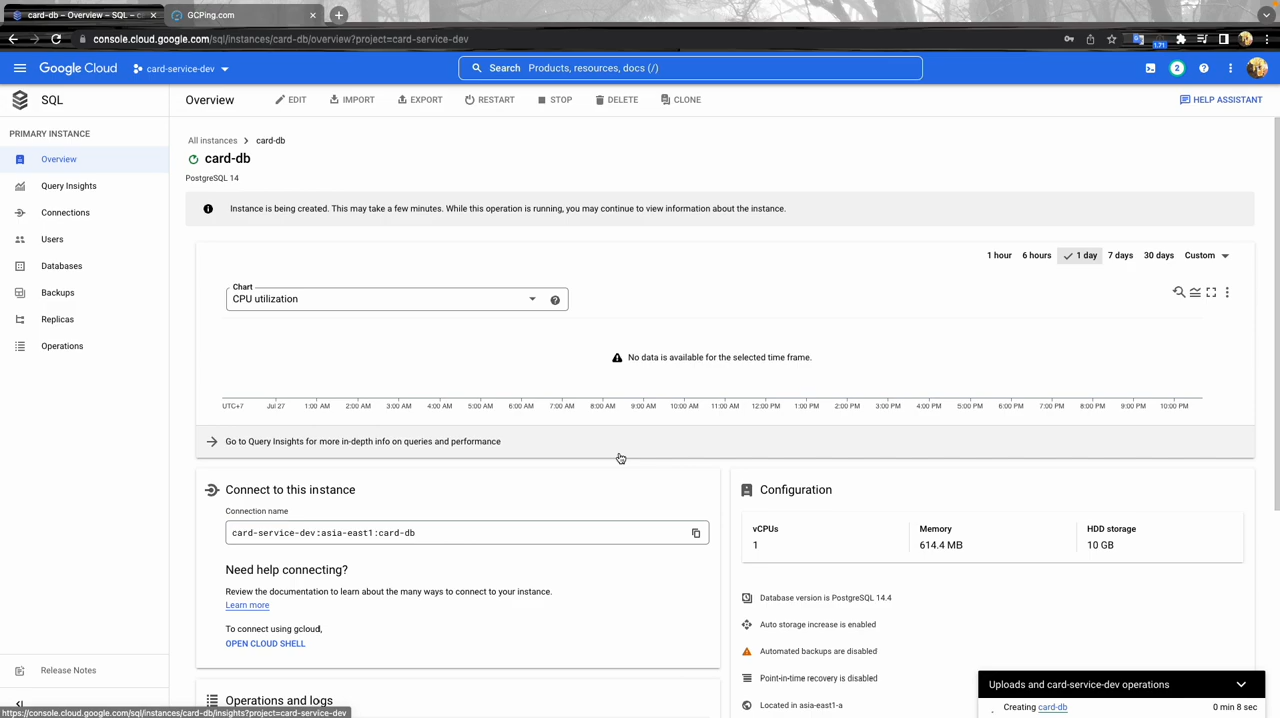 card-db – Overview – SQL – c
GCPing.com
console.cloud.google.com/sql/instances/card-db/overview?project=card-service-dev
1.71
Google Cloud
card-service-dev
Search Products, resources, docs (/)
2
SQL
Overview
EDIT
IMPORT
EXPORT
RESTART
STOP
DELETE
CLONE
HELP ASSISTANT
PRIMARY INSTANCE
Overview
Query Insights
Connections
Users
Databases
Backups
Replicas
Operations
Release Notes
All instances
card-db
card-db
PostgreSQL 14
Instance is being created. This may take a few minutes. While this operation is running, you may continue to view information about the instance.
1 hour
6 hours
1 day
7 days
30 days
Custom
Chart
CPU utilization
No data is available for the selected time frame.
UTC+7 Jul 27 1:00 AM 2:00 AM 3:00 AM 4:00 AM 5:00 AM 6:00 AM 7:00 AM 8:00 AM 9:00 AM 10:00 AM 11:00 AM 12:00 PM 1:00 PM 2:00 PM 3:00 PM 4:00 PM 5:00 PM 6:00 PM 7:00 PM 8:00 PM 9:00 PM 10:00 PM
Go to Query Insights for more in-depth info on queries and performance
Connect to this instance
Connection name
card-service-dev:asia-east1:card-db
Need help connecting?
Review the documentation to learn about the many ways to connect to your instance.
Learn more
To connect using gcloud,
OPEN CLOUD SHELL
Operations and logs
Configuration
vCPUs
1
Memory
614.4 MB
HDD storage
10 GB
Database version is PostgreSQL 14.4
Auto storage increase is enabled
Automated backups are disabled
Point-in-time recovery is disabled
Located in asia-east1-a
Uploads and card-service-dev operations
Creating card-db
0 min 8 sec
https://console.cloud.google.com/sql/instances/card-db/insights?project=card-service-dev